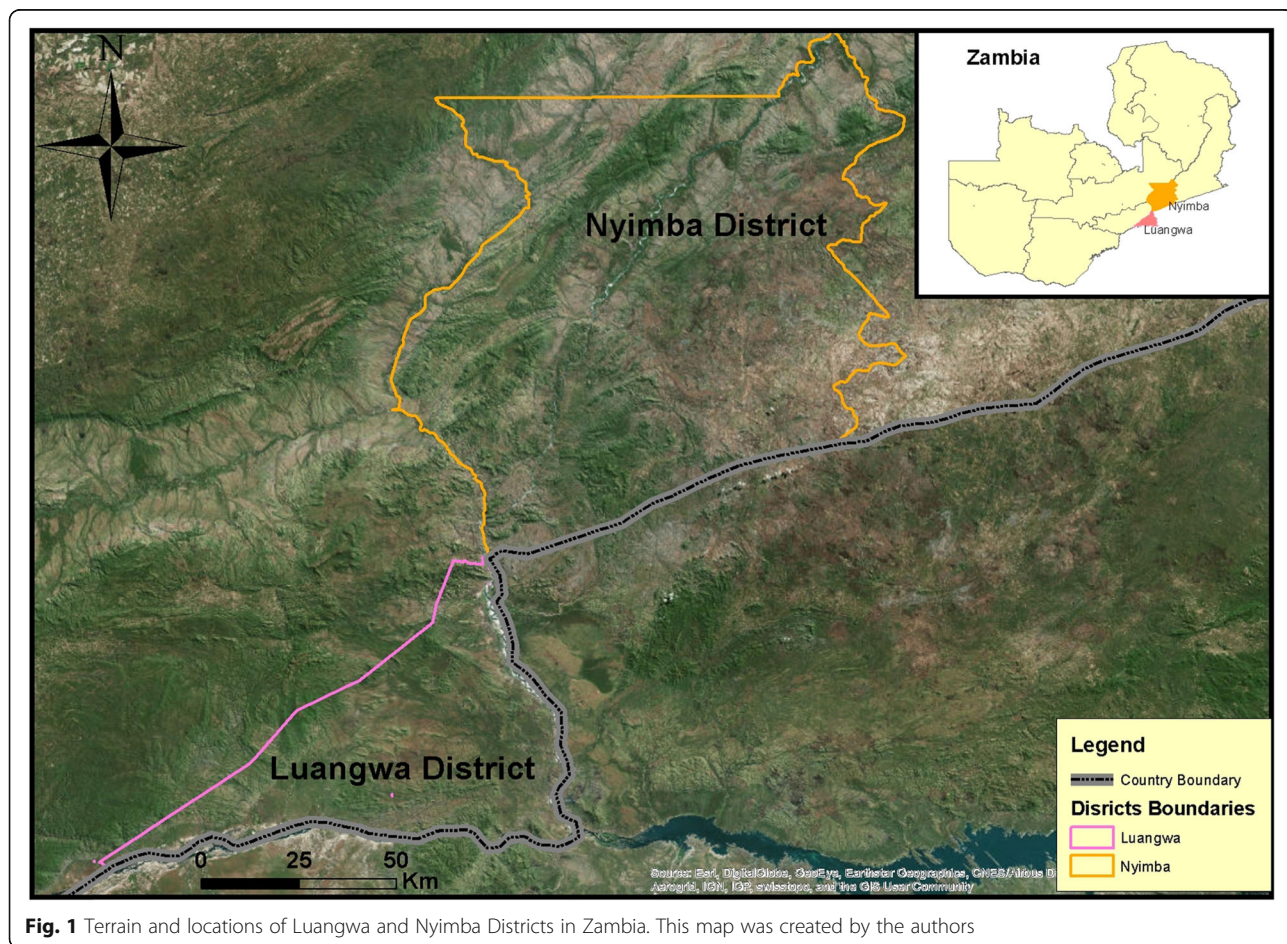 N
Zambia
Nyimba
Luangwa
Nyimba District
Luangwa District
Legend
Country Boundary
Disricts Boundaries
Luangwa
Nyimba
0 25 50
Km
Sources: Esri, DigitalGlobe, GeoEye, Earthstar Geographics, CNES/Airbus D
Aerogrid, IGN, IGP, swisstopo, and the GIS User Community
Fig. 1 Terrain and locations of Luangwa and Nyimba Districts in Zambia. This map was created by the authors